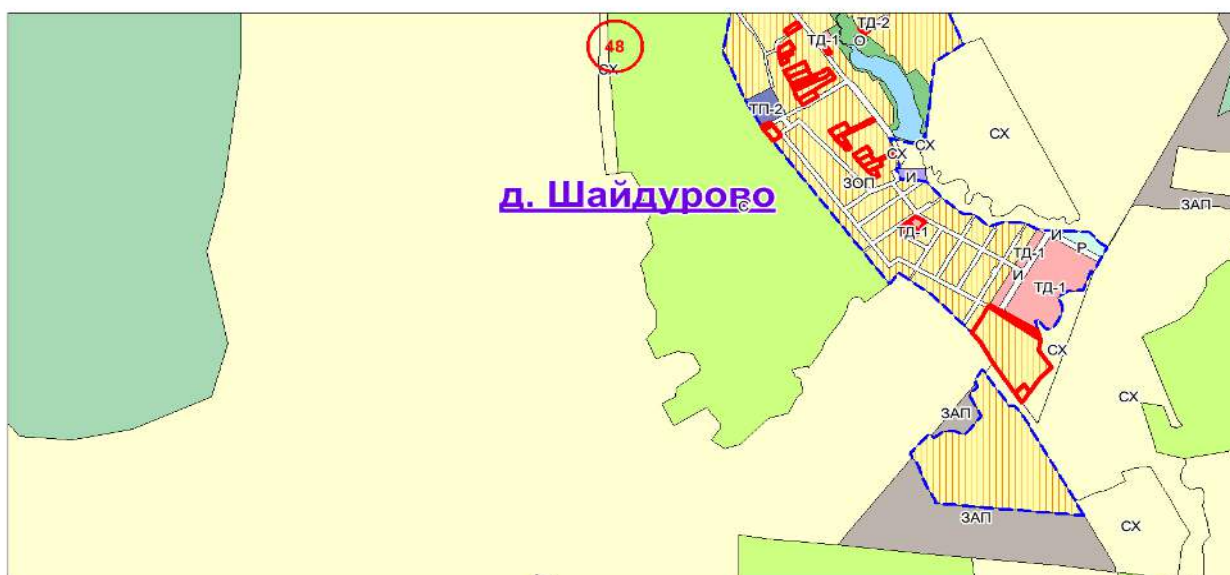 ТД-2
ТД-1
О
48
СХ
ТП-2
СХ
СХ
СХ
ЗОП
И
д. Шайдурово
С
ЗАП
ТД-1
И
Р
ТД-1
И
ТД-1
СХ
СХ
ЗАП
ЗАП
СХ